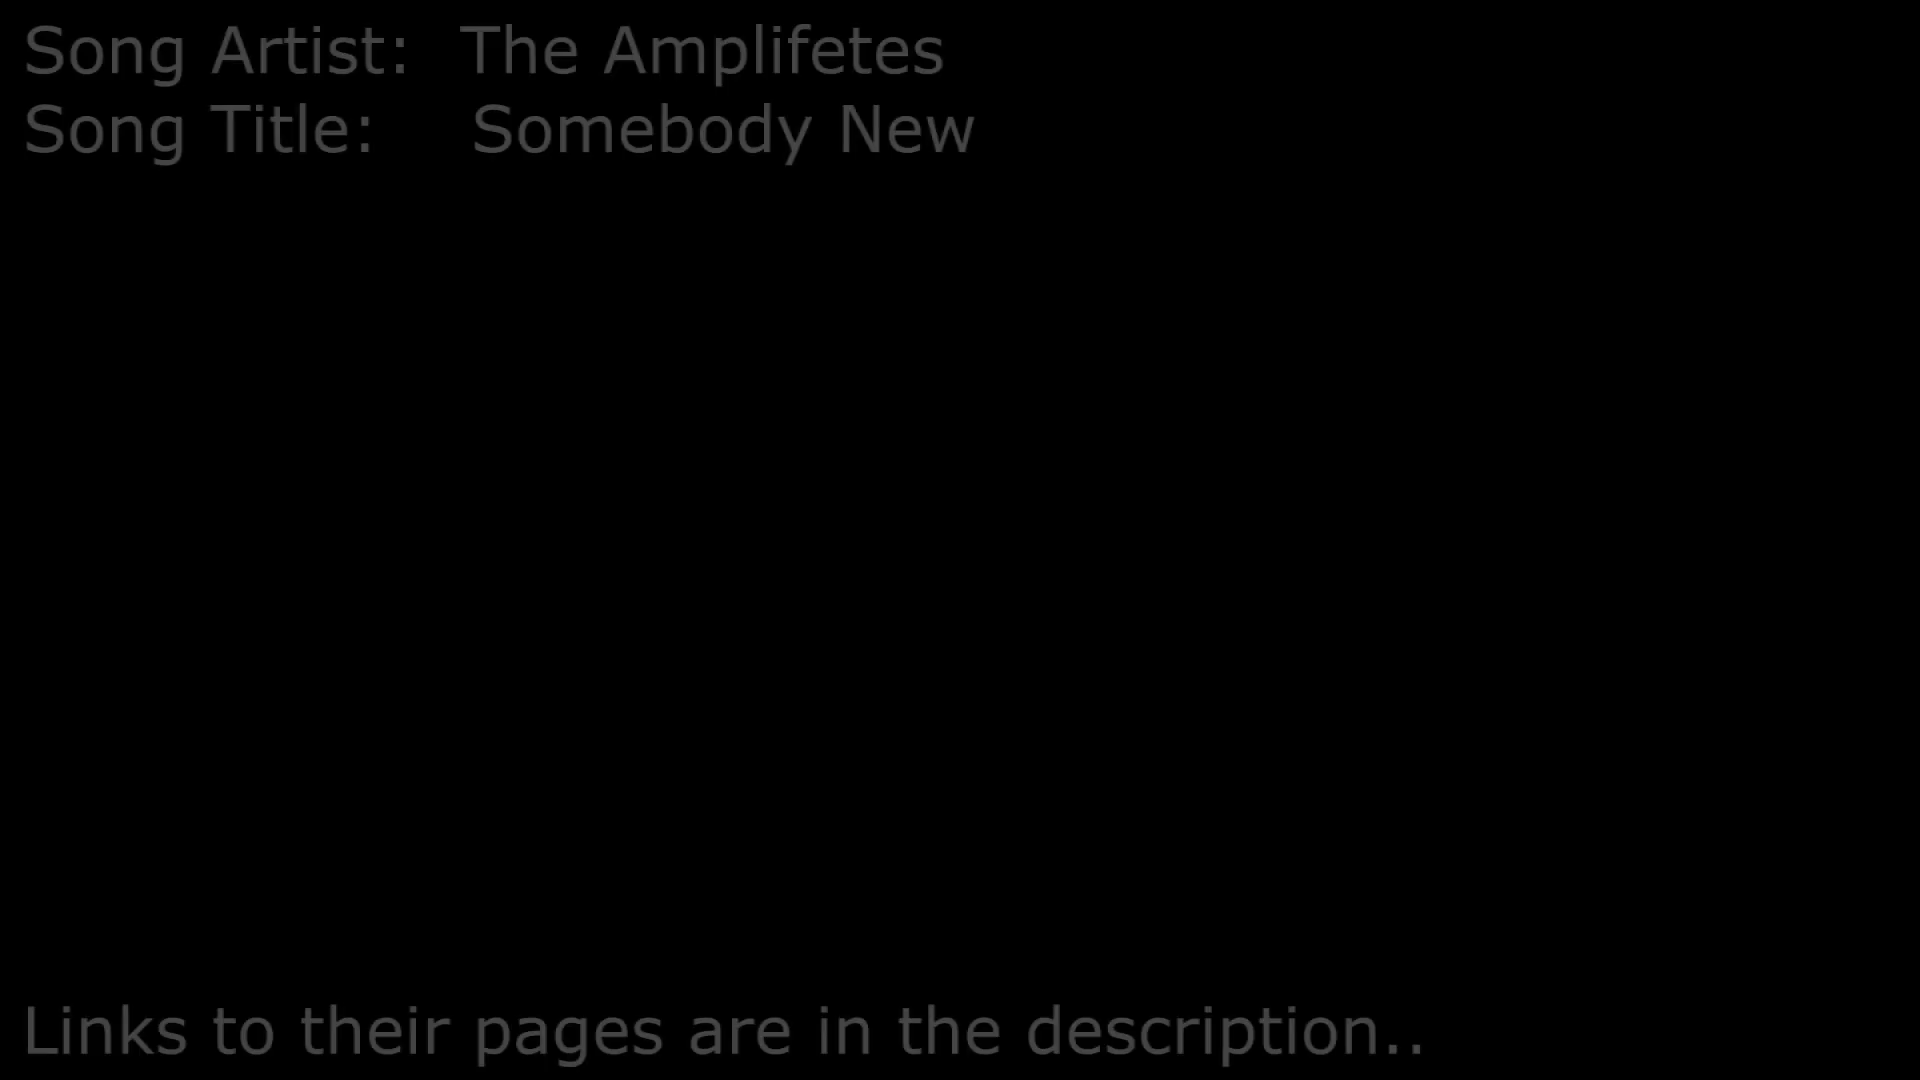 Song Artist: The Amplifetes
Song Title: Somebody New
Links to their pages are in the description..